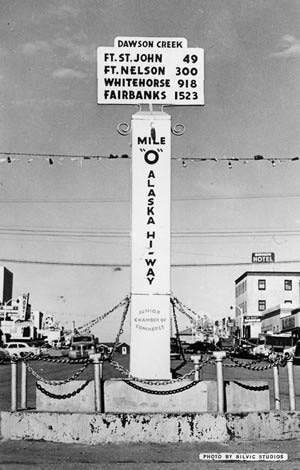 DAWSON CREEK
FT. ST. JOHN 49
FT. NELSON 300
WHITEHORSE 918
FAIRBANKS 1523
MILE
"O"
ALASKA HI-WAY
JUNIOR
CHAMBER OF
COMMERCE
HOTEL
PHOTO BY BILVIC STUDIOS